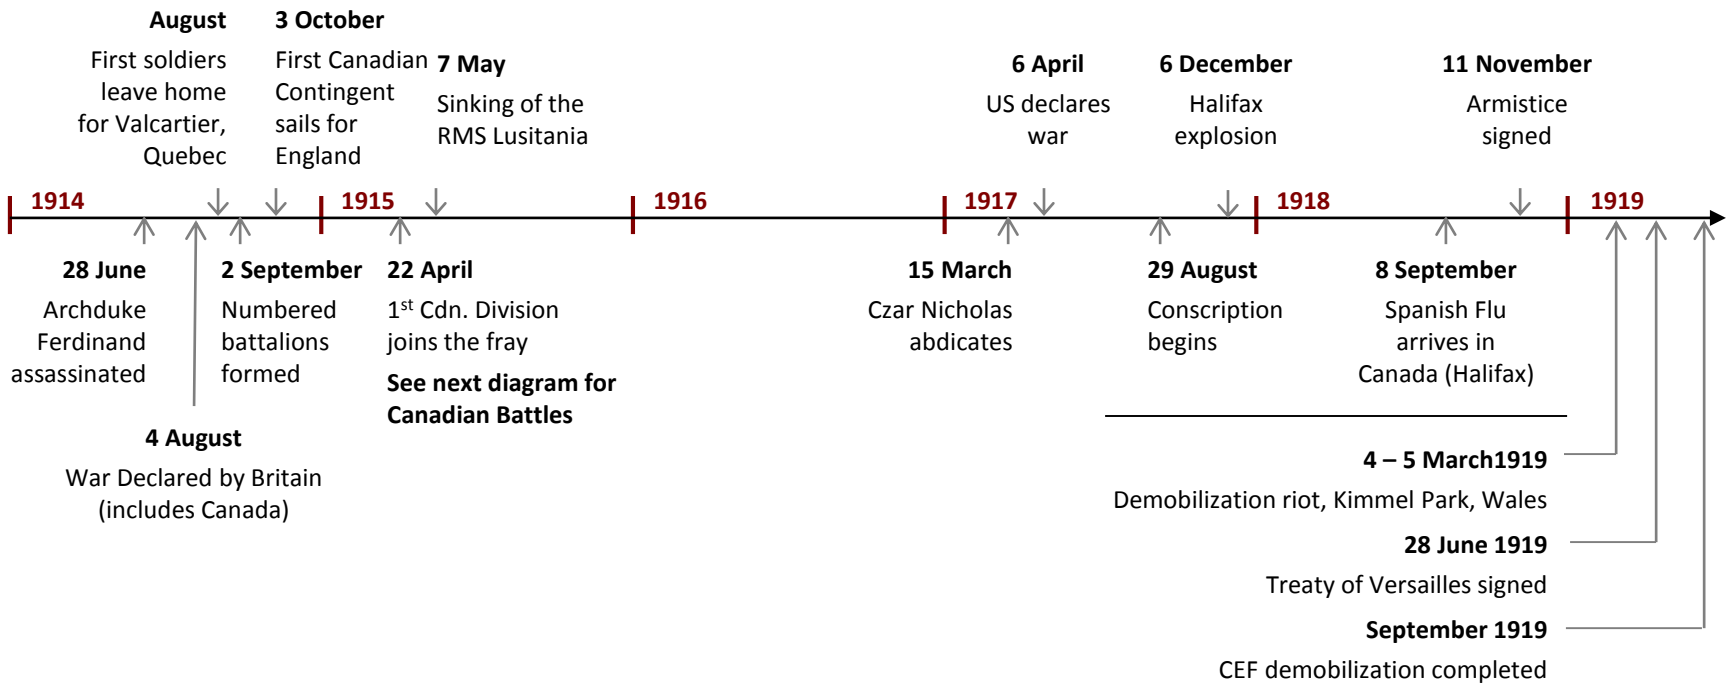 August
First soldiers
leave home
for Valcartier,
Quebec
3 October
First Canadian
Contingent
sails for
England
7 May
Sinking of the
RMS Lusitania
6 April
US declares
war
6 December
Halifax
explosion
11 November
Armistice
signed
1914
1915
1916
1917
1918
1919
28 June
Archduke
Ferdinand
assassinated
4 August
War Declared by Britain
(includes Canada)
2 September
Numbered
battalions
formed
22 April
1st Cdn. Division
joins the fray
See next diagram for
Canadian Battles
15 March
Czar Nicholas
abdicates
29 August
Conscription
begins
8 September
Spanish Flu
arrives in
Canada (Halifax)
4 – 5 March1919
Demobilization riot, Kimmel Park, Wales
28 June 1919
Treaty of Versailles signed
September 1919
CEF demobilization completed